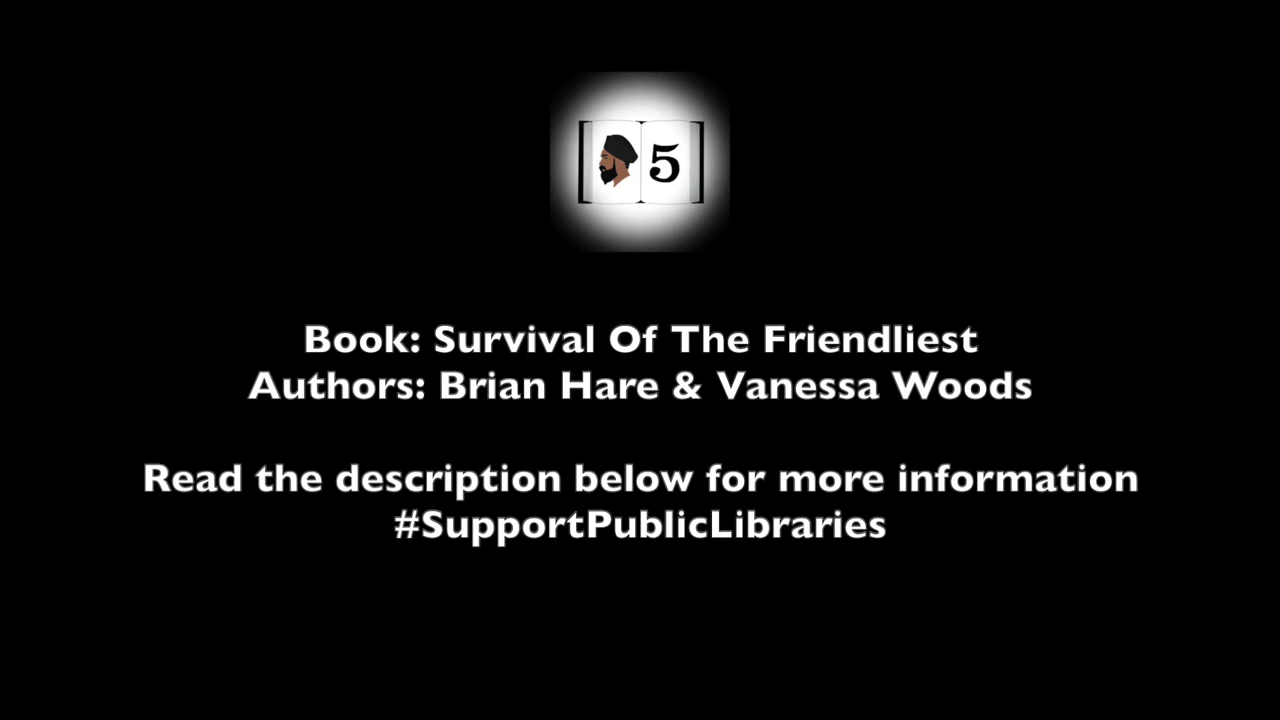 5
Book: Survival Of The Friendliest
Authors: Brian Hare & Vanessa Woods
Read the description below for more information
#SupportPublicLibraries